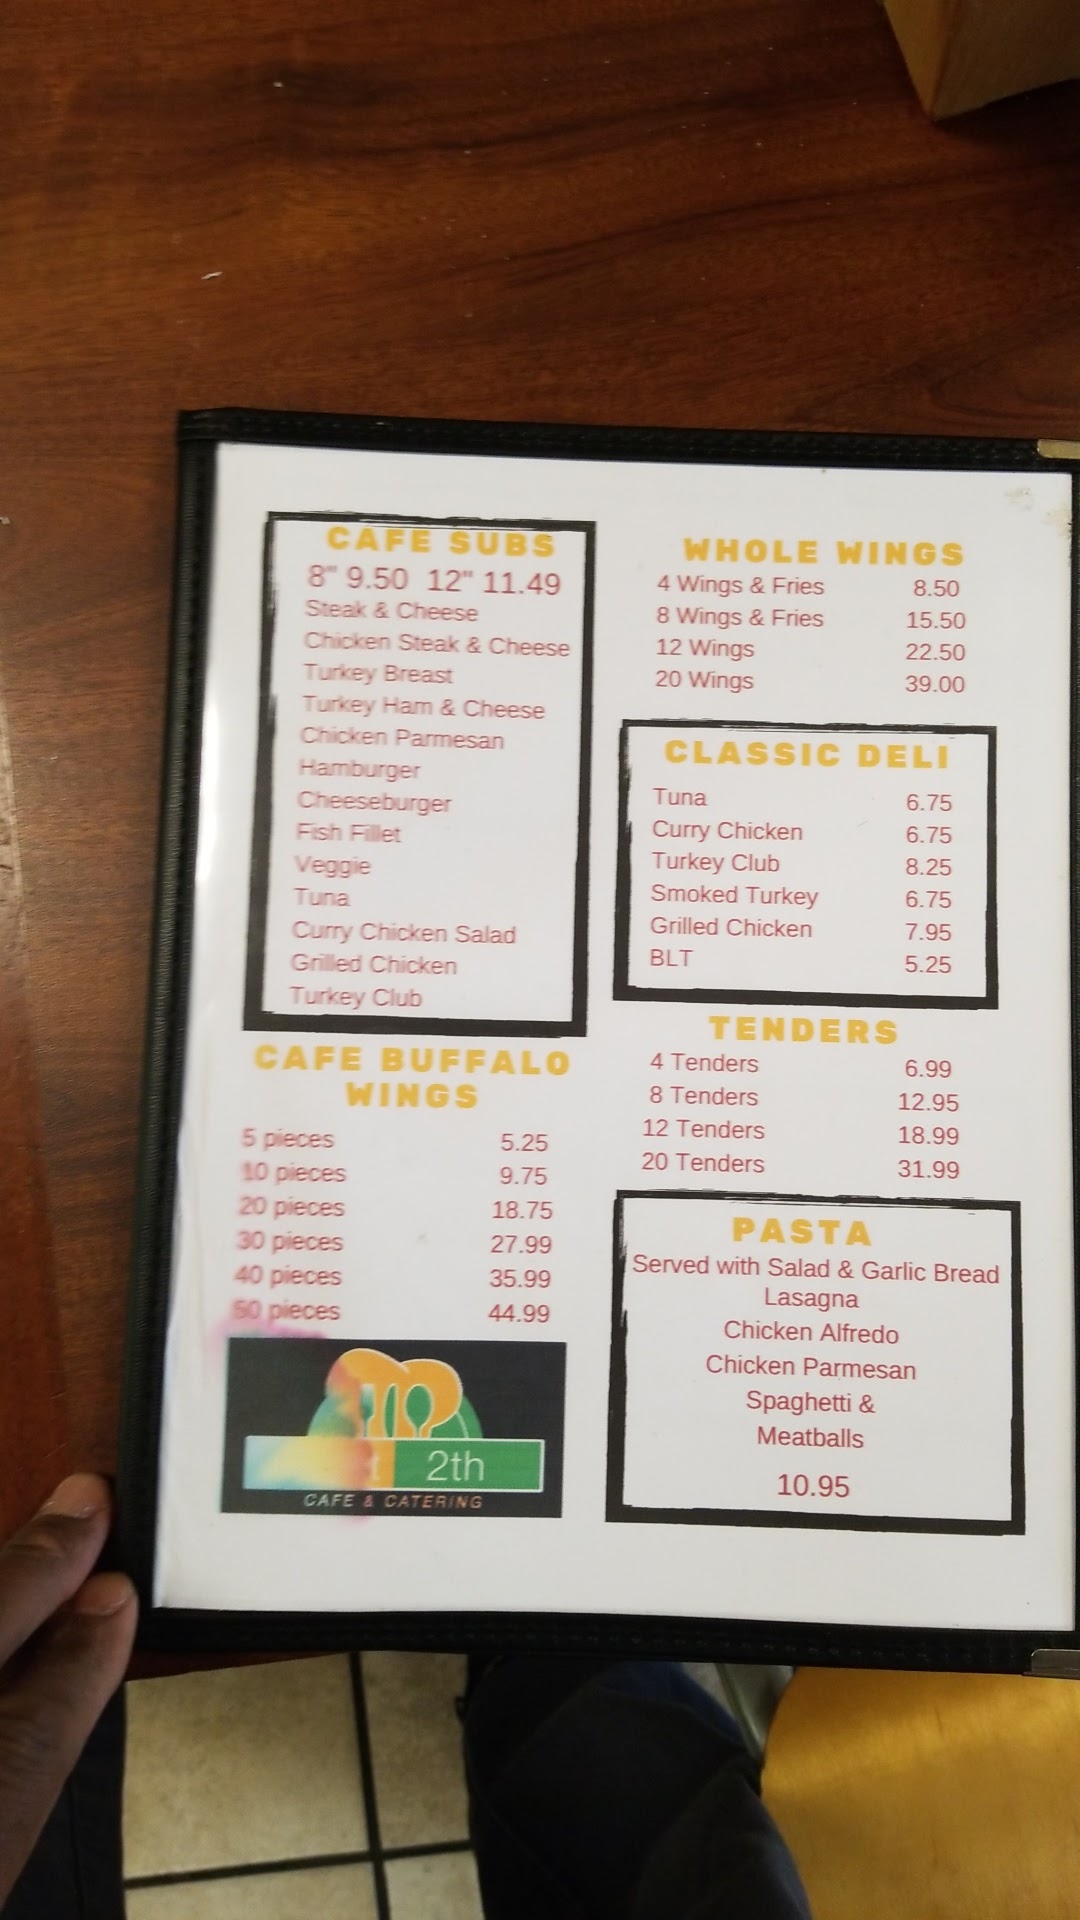 CAFE SUBS
8" 9.50 12" 11.49
Steak & Cheese
Chicken Steak & Cheese
Turkey Breast
Turkey Ham & Cheese
Chicken Parmesan
Hamburger
Cheeseburger
Fish Fillet
Veggie
Tuna
Curry Chicken Salad
Grilled Chicken
Turkey Club
CAFE BUFFALO
WINGS
5 pieces 5.25
10 pieces 9.75
20 pieces 18.75
30 pieces 27.99
40 pieces 35.99
50 pieces 44.99
2th
CAFE & CATERING
WHOLE WINGS
4 Wings & Fries 8.50
8 Wings & Fries 15.50
12 Wings 22.50
20 Wings 39.00
CLASSIC DELI
Tuna 6.75
Curry Chicken 6.75
Turkey Club 8.25
Smoked Turkey 6.75
Grilled Chicken 7.95
BLT 5.25
TENDERS
4 Tenders 6.99
8 Tenders 12.95
12 Tenders 18.99
20 Tenders 31.99
PASTA
Served with Salad & Garlic Bread
Lasagna
Chicken Alfredo
Chicken Parmesan
Spaghetti &
Meatballs
10.95